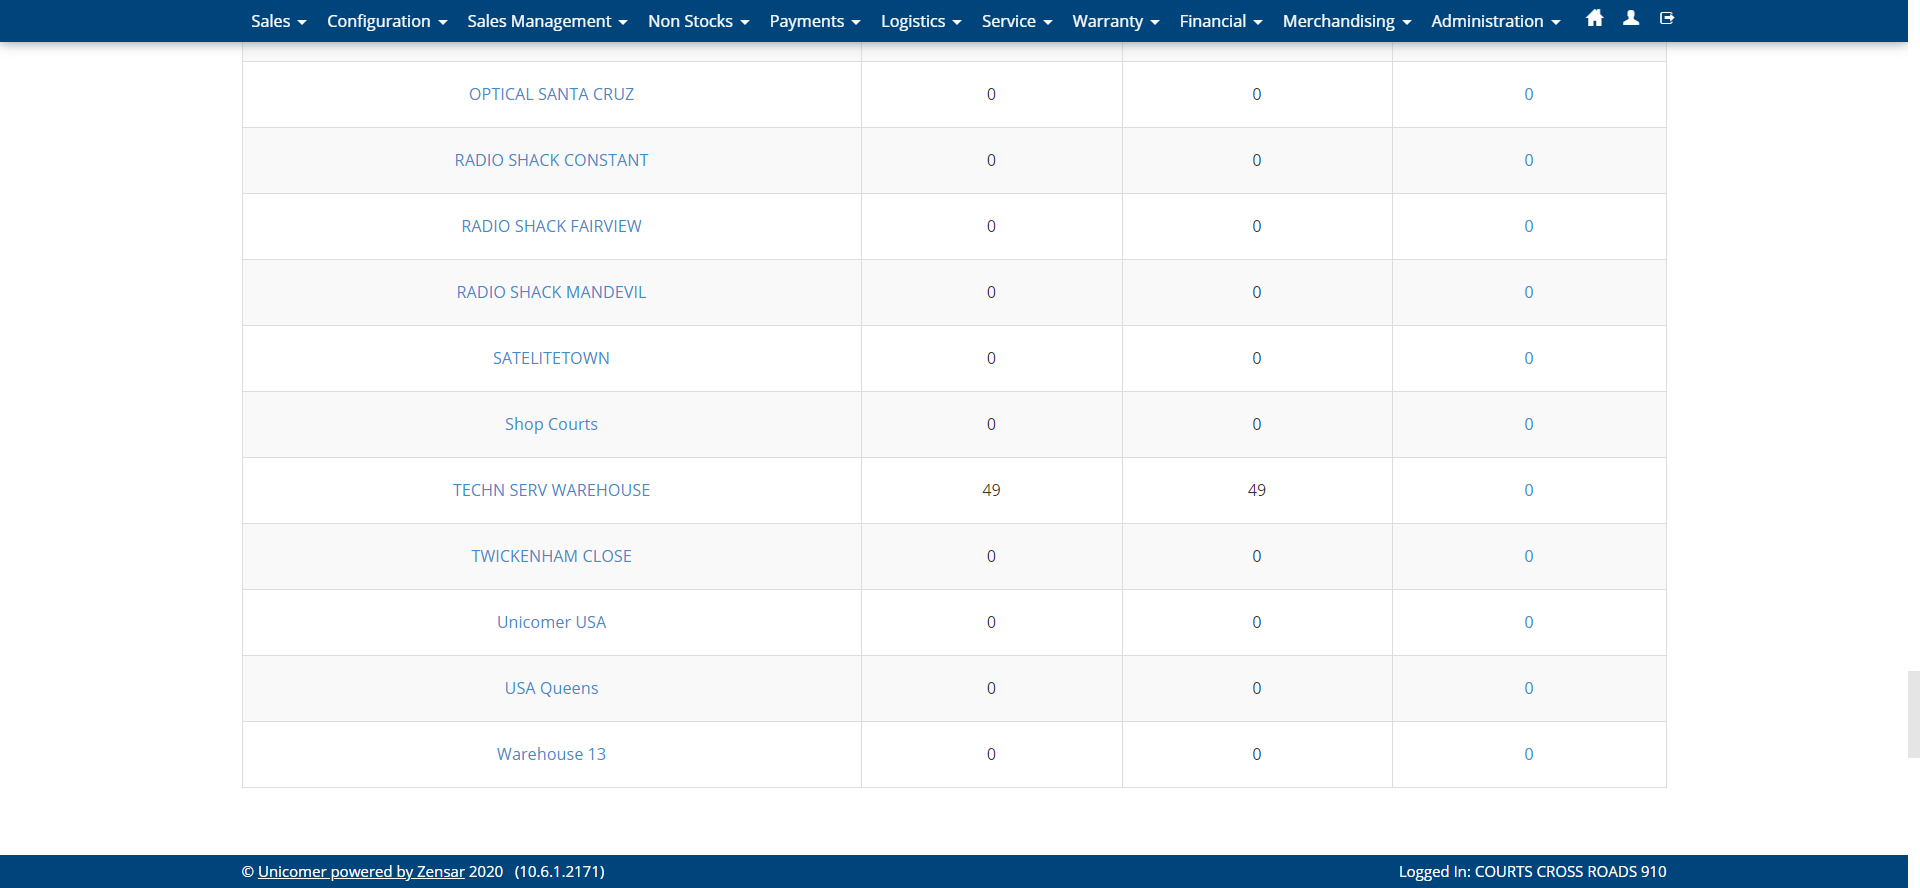 Sales Configuration Sales Management Non Stocks Payments Logistics Service Warranty Financial Merchandising Administration
OPTICAL SANTA CRUZ 0 0 0
RADIO SHACK CONSTANT 0 0 0
RADIO SHACK FAIRVIEW 0 0 0
RADIO SHACK MANDEVIL 0 0 0
SATELITETOWN 0 0 0
Shop Courts 0 0 0
TECHN SERV WAREHOUSE 49 49 0
TWICKENHAM CLOSE 0 0 0
Unicomer USA 0 0 0
USA Queens 0 0 0
Warehouse 13 0 0 0
© Unicomer powered by Zensar 2020 (10.6.1.2171) Logged In: COURTS CROSS ROADS 910